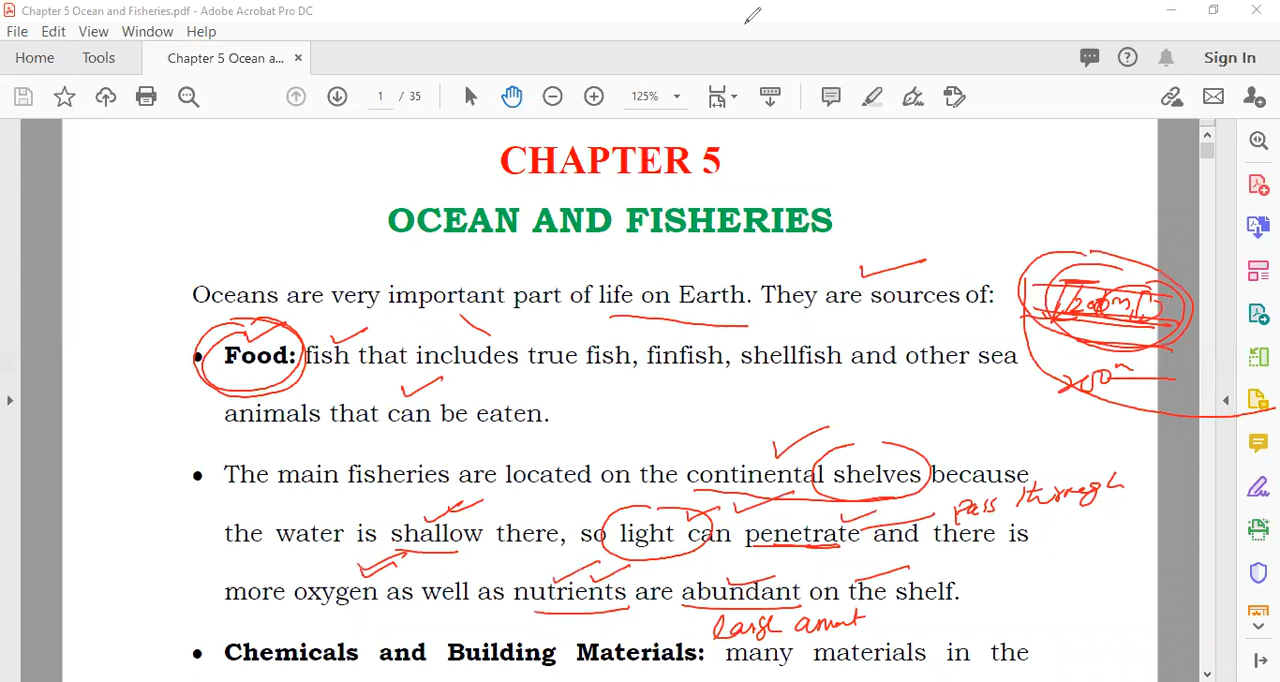 Chapter 5 Ocean and Fisheries.pdf - Adobe Acrobat Pro DC
File Edit View Window Help
Home Tools Chapter 5 Ocean a... × Sign In
1 / 35 125%
CHAPTER 5
OCEAN AND FISHERIES
Oceans are very important part of life on Earth. They are sources of:
200m
• Food: fish that includes true fish, finfish, shellfish and other sea
animals that can be eaten.
• The main fisheries are located on the continental shelves because
pass through
the water is shallow there, so light can penetrate and there is
more oxygen as well as nutrients are abundant on the shelf.
large amount
• Chemicals and Building Materials: many materials in the